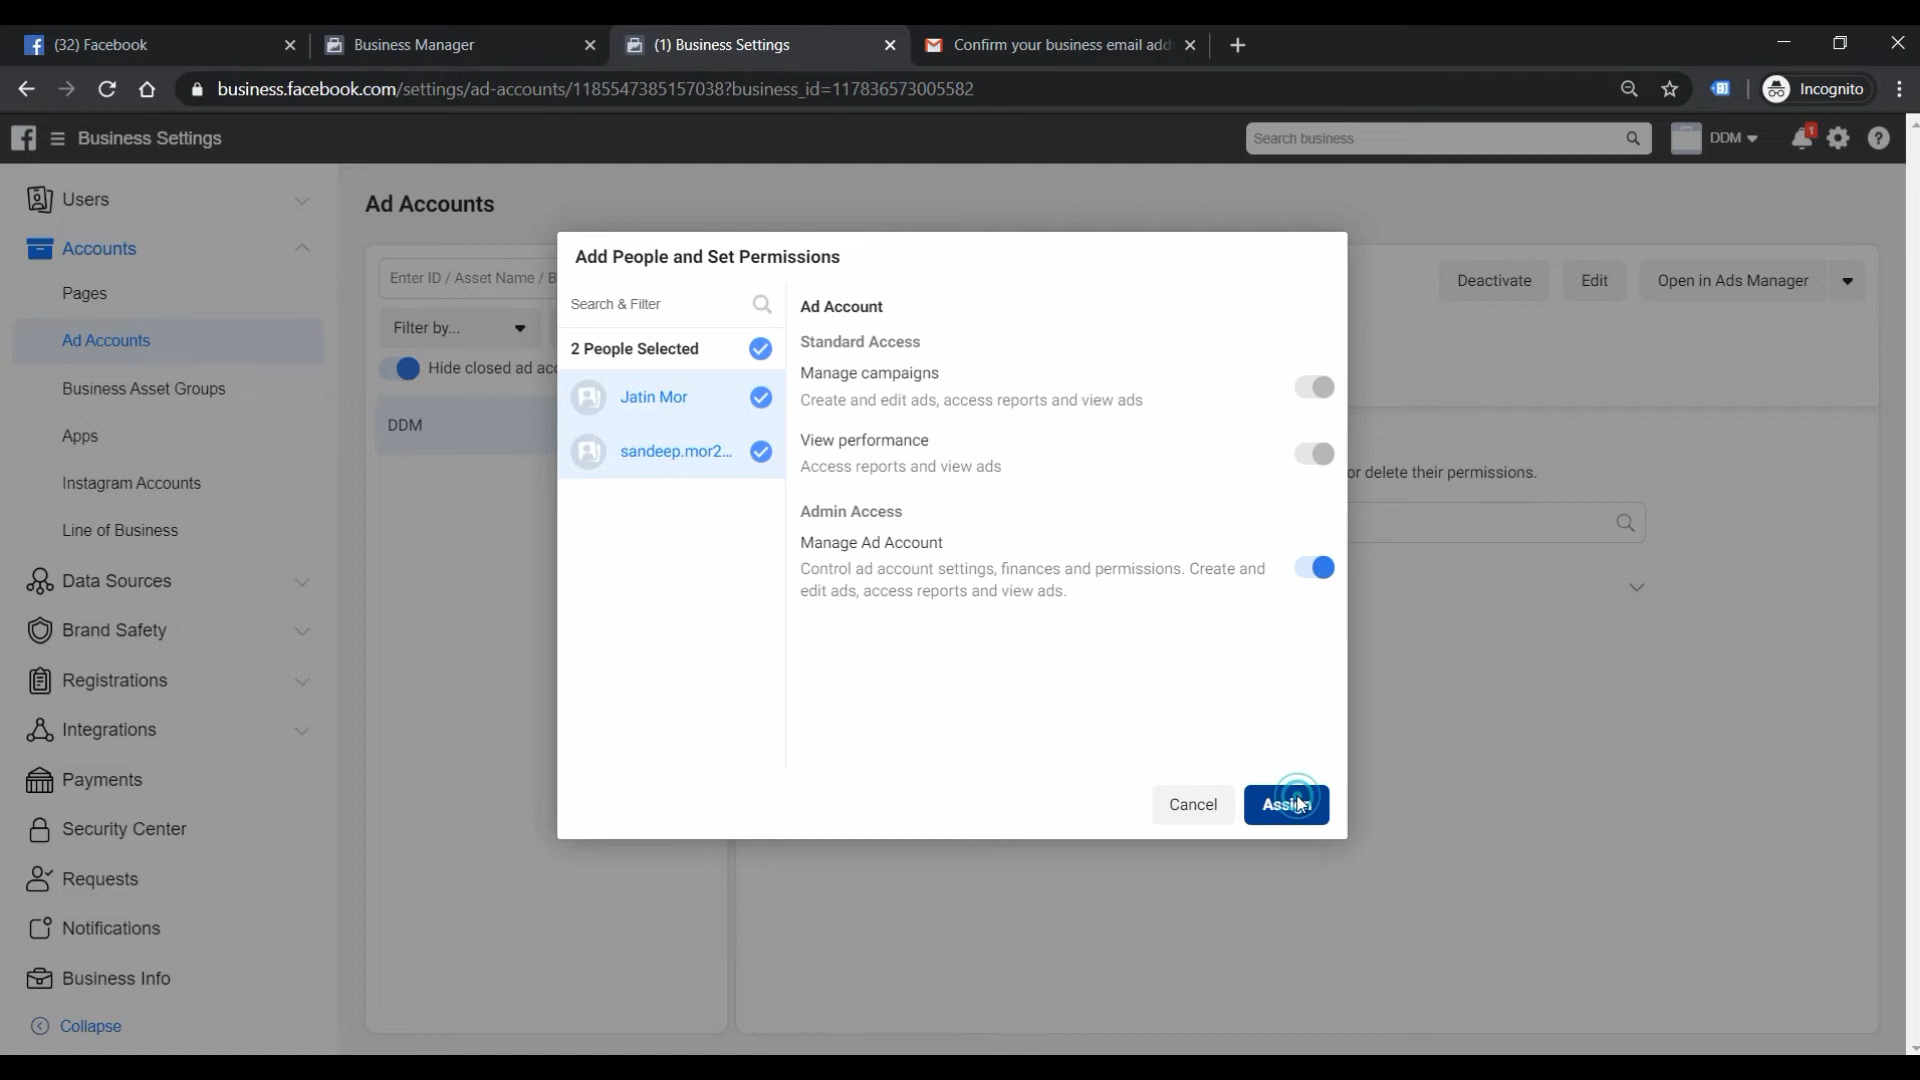 (32) Facebook
Business Manager
(1) Business Settings
Confirm your business email add
business.facebook.com/settings/ad-accounts/1185547385157038?business_id=117836573005582
Incognito
Business Settings
Search business
DDM
1
Users
Accounts
Pages
Ad Accounts
Business Asset Groups
Apps
Instagram Accounts
Line of Business
Data Sources
Brand Safety
Registrations
Integrations
Payments
Security Center
Requests
Notifications
Business Info
Collapse
Ad Accounts
Enter ID / Asset Name / B
Filter by...
Hide closed ad acc
DDM
Deactivate
Edit
Open in Ads Manager
or delete their permissions.
Add People and Set Permissions
Search & Filter
2 People Selected
Jatin Mor
sandeep.mor2...
Ad Account
Standard Access
Manage campaigns
Create and edit ads, access reports and view ads
View performance
Access reports and view ads
Admin Access
Manage Ad Account
Control ad account settings, finances and permissions. Create and
edit ads, access reports and view ads.
Cancel
Assign